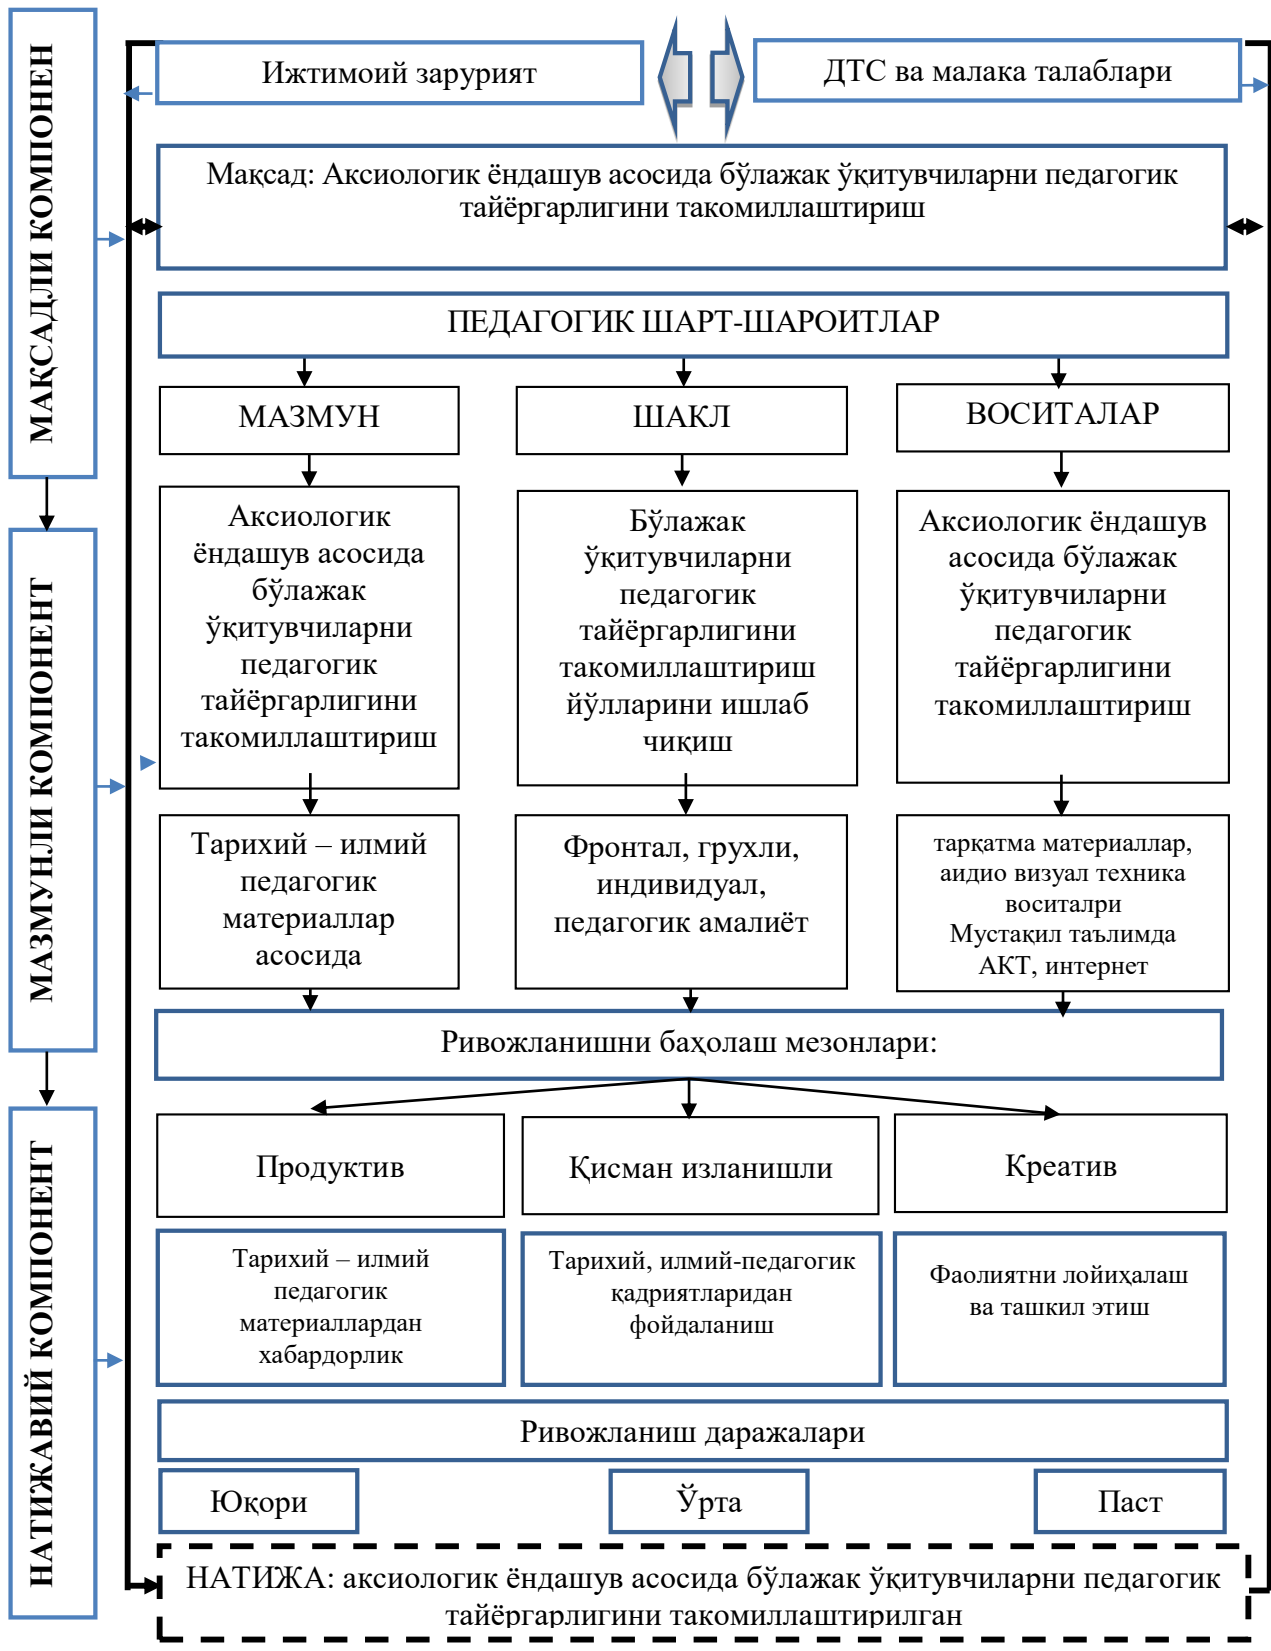 МАҚСАДЛИ КОМПОНЕН
Ижтимоий зарурият
ДТС ва малака талаблари
Мақсад: Аксиологик ёндашув асосида бўлажак ўқитувчиларни педагогик
тайёргарлигини такомиллаштириш
ПЕДАГОГИК ШАРТ-ШАРОИТЛАР
МАЗМУН
ШАКЛ
ВОСИТАЛАР
МАЗМУНЛИ КОМПОНЕНТ
Аксиологик
ёндашув асосида
бўлажак
ўқитувчиларни
педагогик
тайёргарлигини
такомиллаштириш
Бўлажак
ўқитувчиларни
педагогик
тайёргарлигини
такомиллаштириш
йўлларини ишлаб
чиқиш
Аксиологик ёндашув
асосида бўлажак
ўқитувчиларни
педагогик
тайёргарлигини
такомиллаштириш
Тарихий – илмий
педагогик
материаллар
асосида
Фронтал, грухли,
индивидуал,
педагогик амалиёт
тарқатма материаллар,
аидио визуал техника
воситалри
Мустақил таълимда
АКТ, интернет
Ривожланишни баҳолаш мезонлари:
НАТИЖАВИЙ КОМПОНЕНТ
Продуктив
Қисман изланишли
Креатив
Тарихий – илмий
педагогик
материаллардан
хабардорлик
Тарихий, илмий-педагогик
қадриятларидан
фойдаланиш
Фаолиятни лойиҳалаш
ва ташкил этиш
Ривожланиш даражалари
Юқори
Ўрта
Паст
НАТИЖА: аксиологик ёндашув асосида бўлажак ўқитувчиларни педагогик
тайёргарлигини такомиллаштирилган